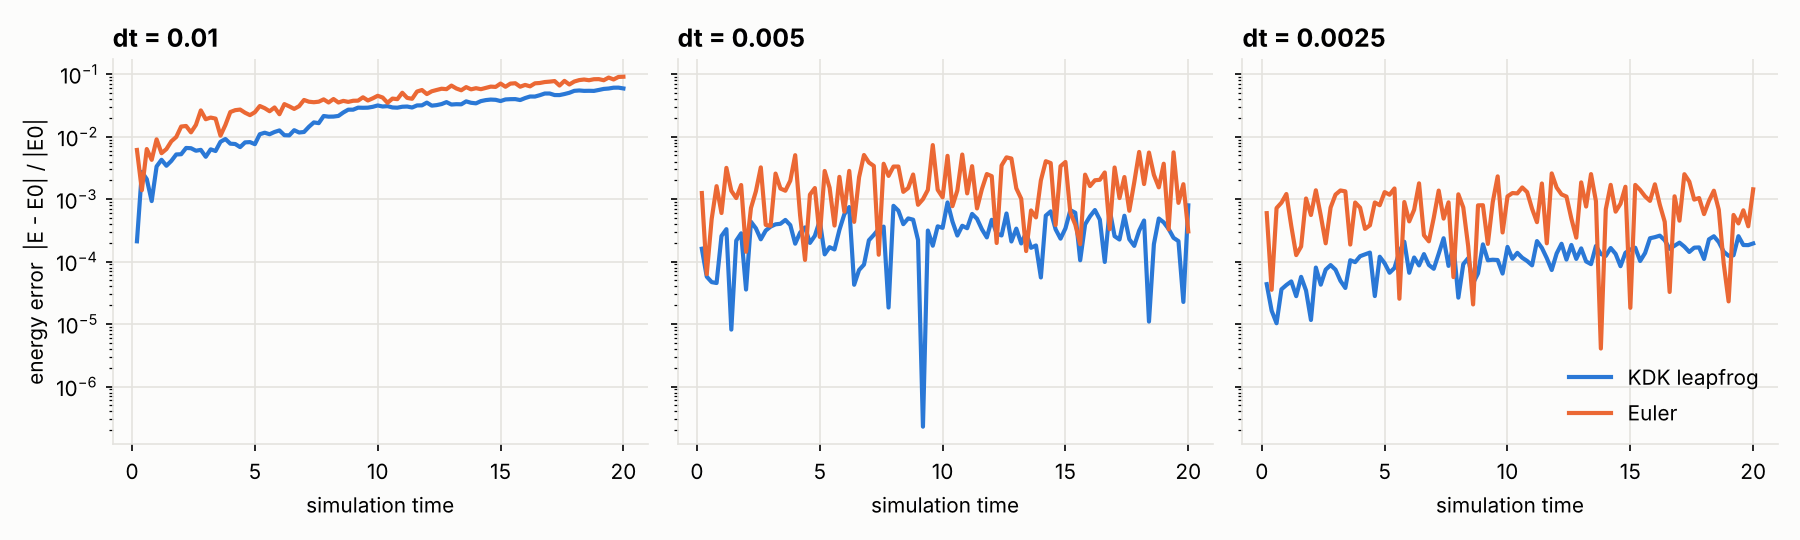 dt = 0.01
dt = 0.005
dt = 0.0025
energy error |E - E0| / |E0|
10⁻¹
10⁻²
10⁻³
10⁻⁴
10⁻⁵
10⁻⁶
KDK leapfrog
Euler
0 5 10 15 20
0 5 10 15 20
0 5 10 15 20
simulation time
simulation time
simulation time